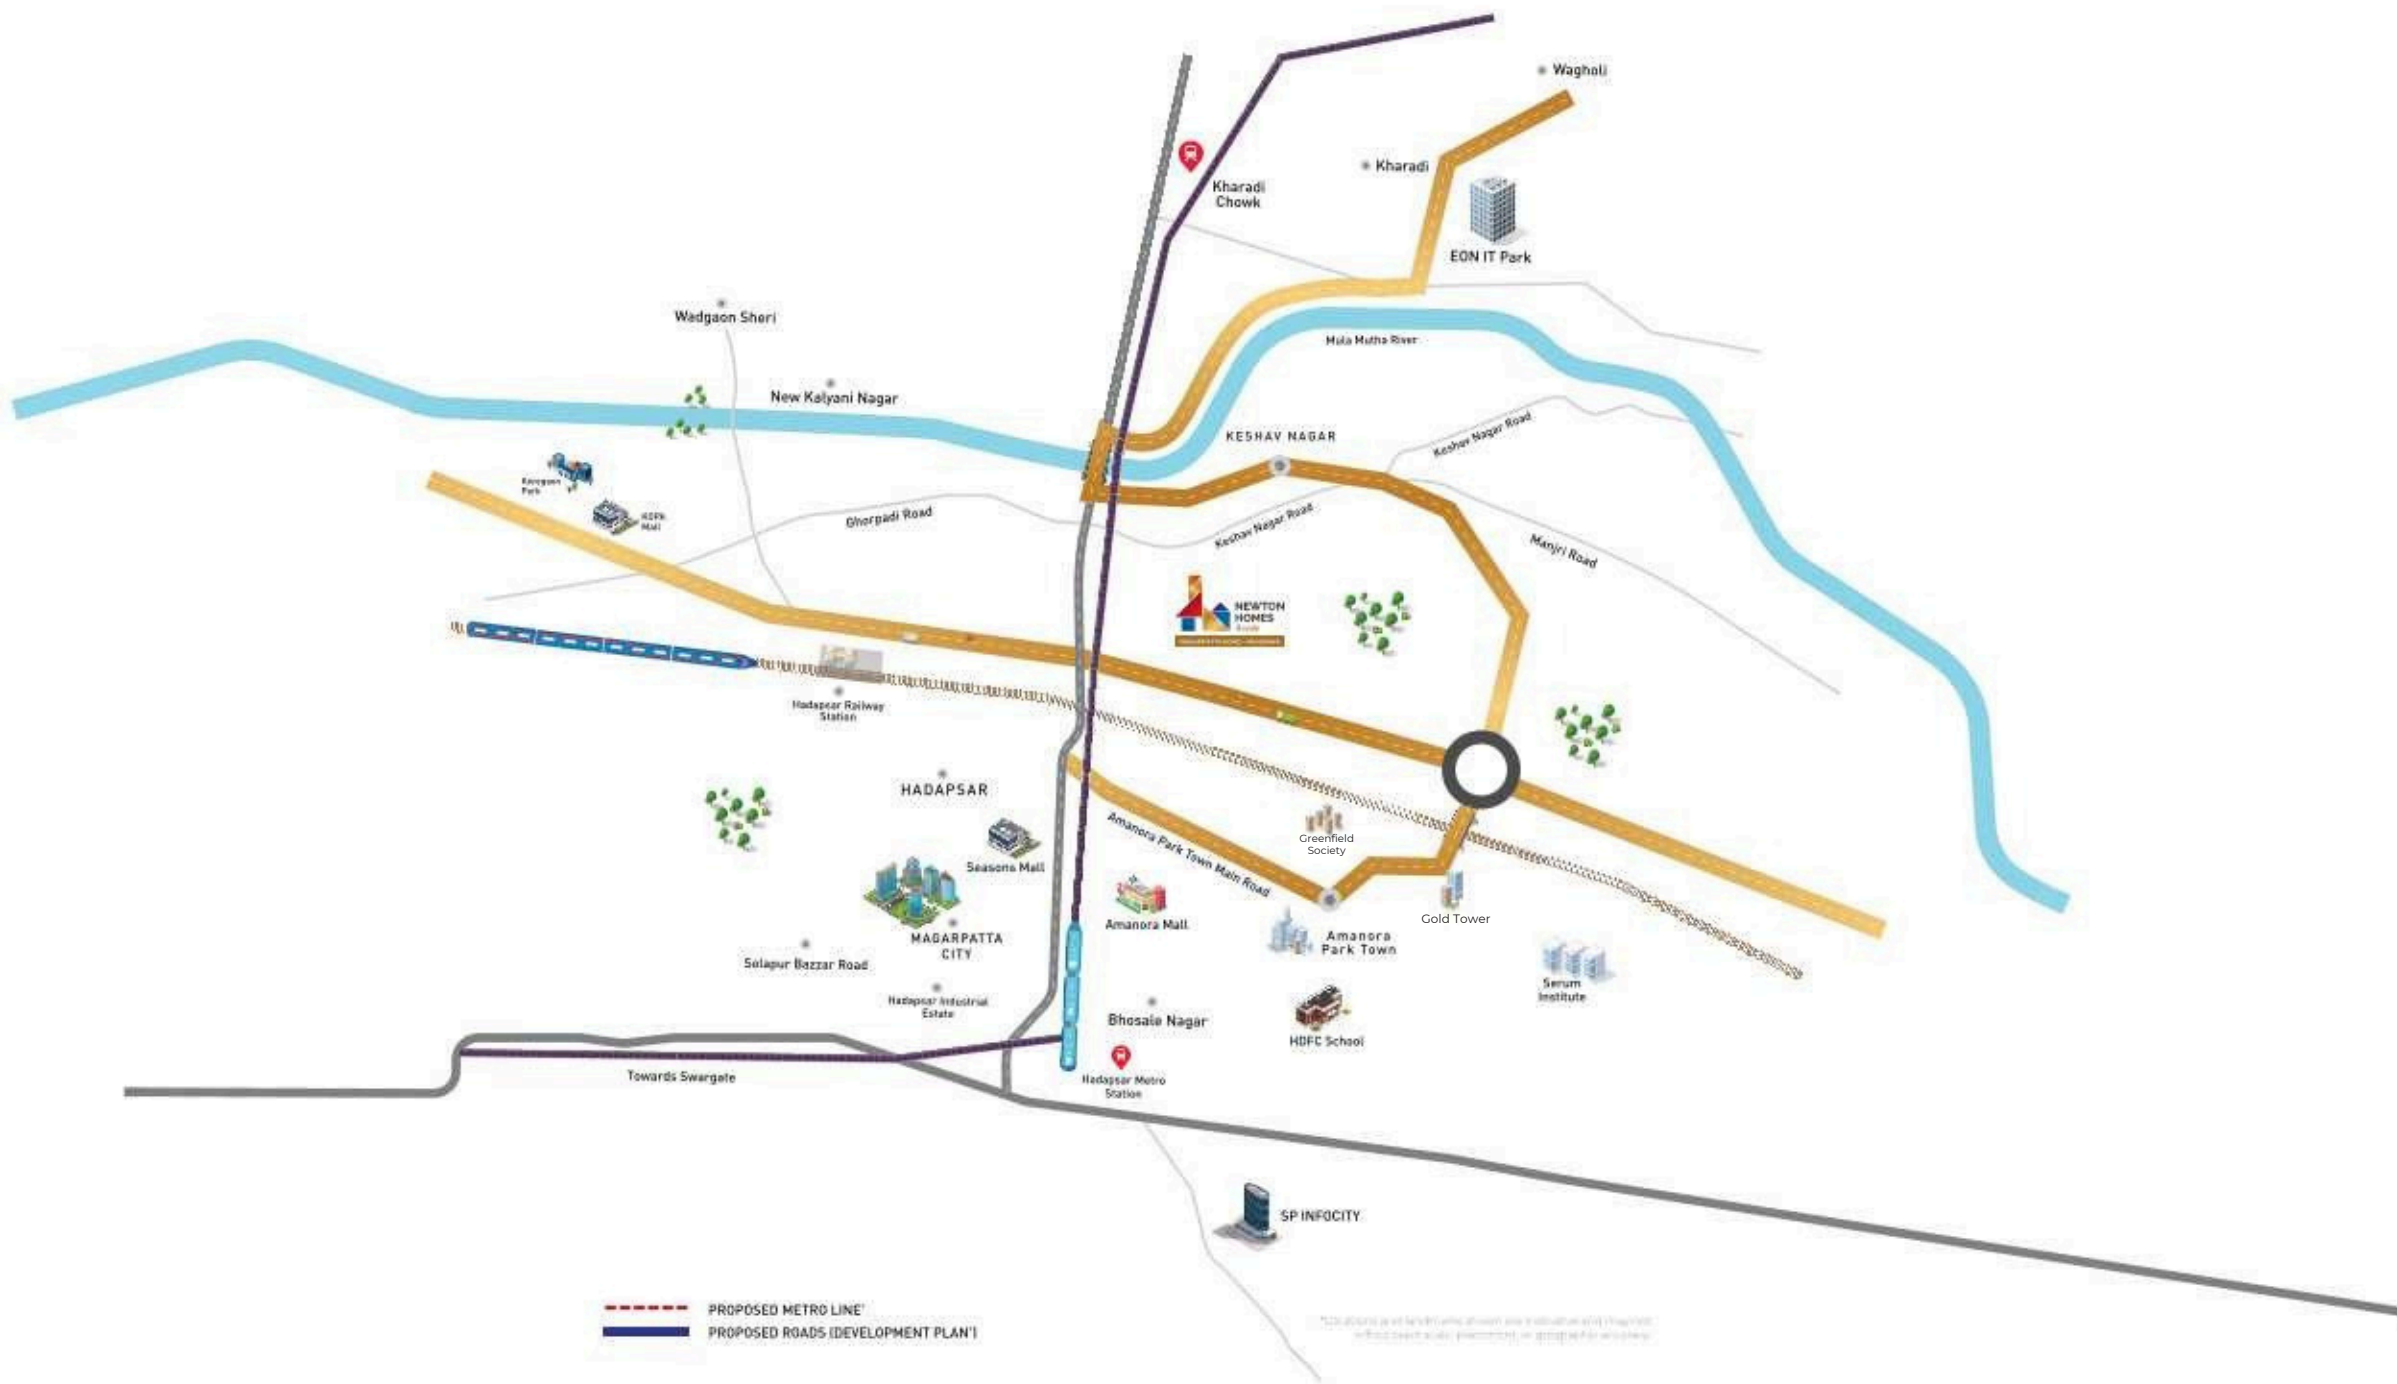 Wagholi
Kharadi
Kharadi
Chowk
EON IT Park
Wadgaon Sheri
Mula Mutha River
New Kalyani Nagar
KESHAV NAGAR
Keshav Nagar Road
Koregaon
Park
KOPA
Mall
Ghorpadi Road
Keshav Nagar Road
Manjri Road
NEWTON
HOMES
Hadapsar Railway
Station
HADAPSAR
Amanora Park Town Main Road
Greenfield
Society
Seasons Mall
Amanora Mall
Gold Tower
MAGARPATTA
CITY
Amanora
Park Town
Solapur Bazzar Road
Serum
Institute
Hadapsar Industrial
Estate
Bhosale Nagar
HDFC School
Towards Swargate
Hadapsar Metro
Station
SP INFOCITY
PROPOSED METRO LINE*
PROPOSED ROADS (DEVELOPMENT PLAN*)